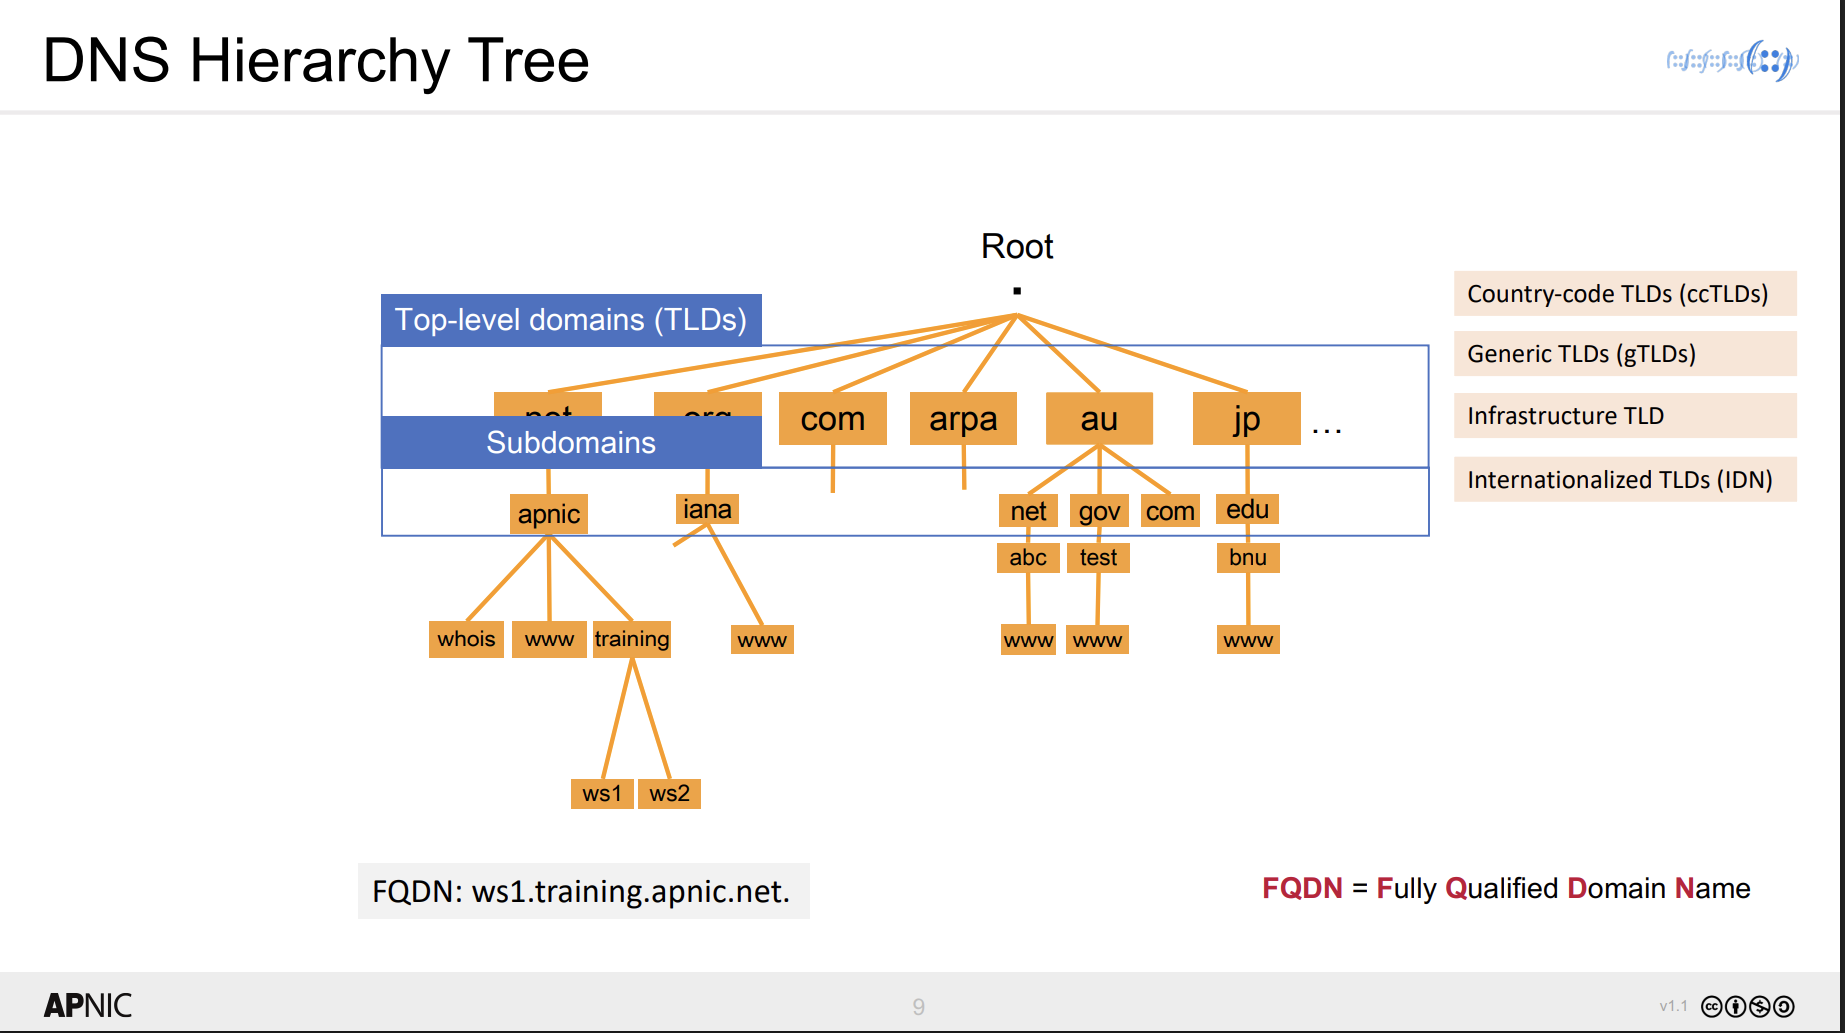 DNS Hierarchy Tree
Root
.
Top-level domains (TLDs)
Country-code TLDs (ccTLDs)
Generic TLDs (gTLDs)
Infrastructure TLD
Internationalized TLDs (IDN)
net org com arpa au jp ...
Subdomains
apnic iana net gov com edu
abc test bnu
whois www training www www www www
ws1 ws2
FQDN: ws1.training.apnic.net.
FQDN = Fully Qualified Domain Name
APNIC
9
v1.1
cc